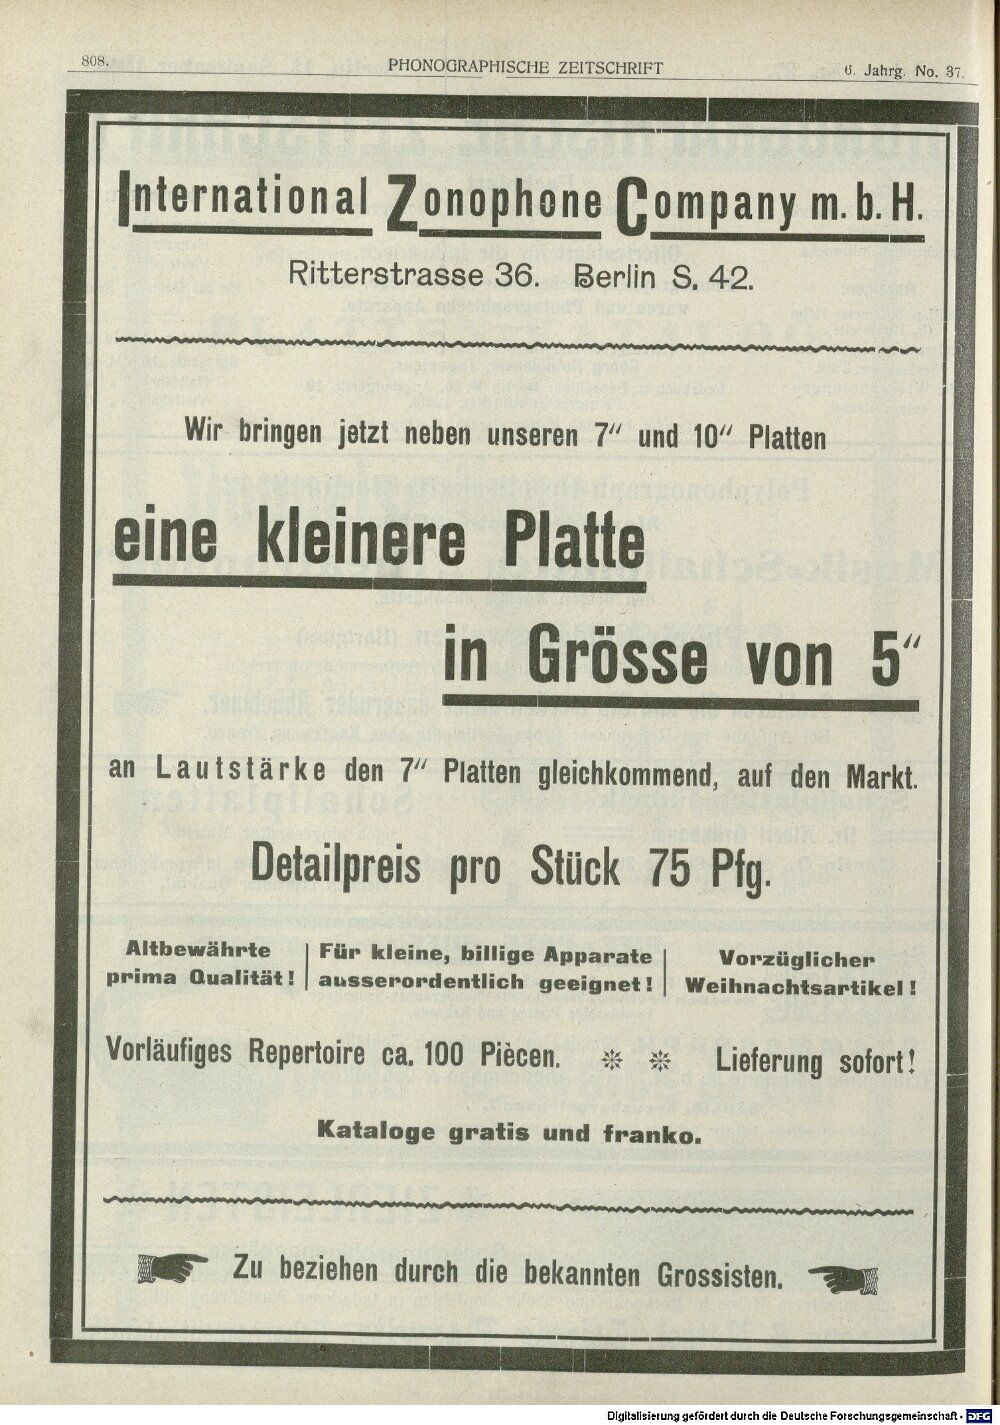 808.
PHONOGRAPHISCHE ZEITSCHRIFT
6. Jahrg. No. 37.
International Zonophone Company m. b. H.
Ritterstrasse 36. Berlin S. 42.
Wir bringen jetzt neben unseren 7“ und 10“ Platten
eine kleinere Platte
in Grösse von 5“
an Lautstärke den 7“ Platten gleichkommend, auf den Markt.
Detailpreis pro Stück 75 Pfg.
Altbewährte
prima Qualität!
Für kleine, billige Apparate
ausserordentlich geeignet!
Vorzüglicher
Weihnachtsartikel!
Vorläufiges Repertoire ca. 100 Piècen.
Lieferung sofort!
Kataloge gratis und franko.
Zu beziehen durch die bekannten Grossisten.
Digitalisierung gefördert durch die Deutsche Forschungsgemeinschaft - DFG